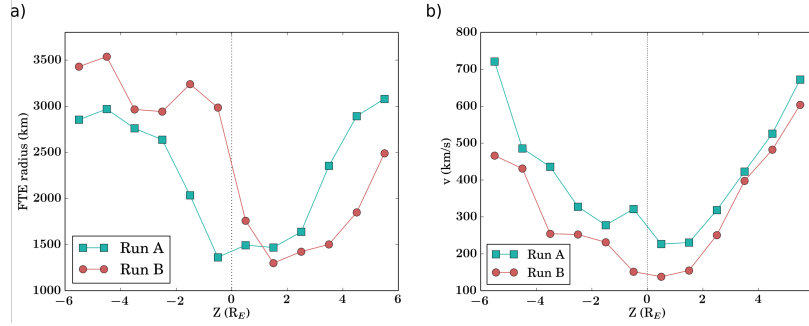 a)
3500
3000
2500
2000
1500
1000
FTE radius (km)
Run A
Run B
−6 −4 −2 0 2 4 6
Z (R_E)
b)
800
700
600
500
400
300
200
100
v (km/s)
Run A
Run B
−6 −4 −2 0 2 4
Z (R_E)